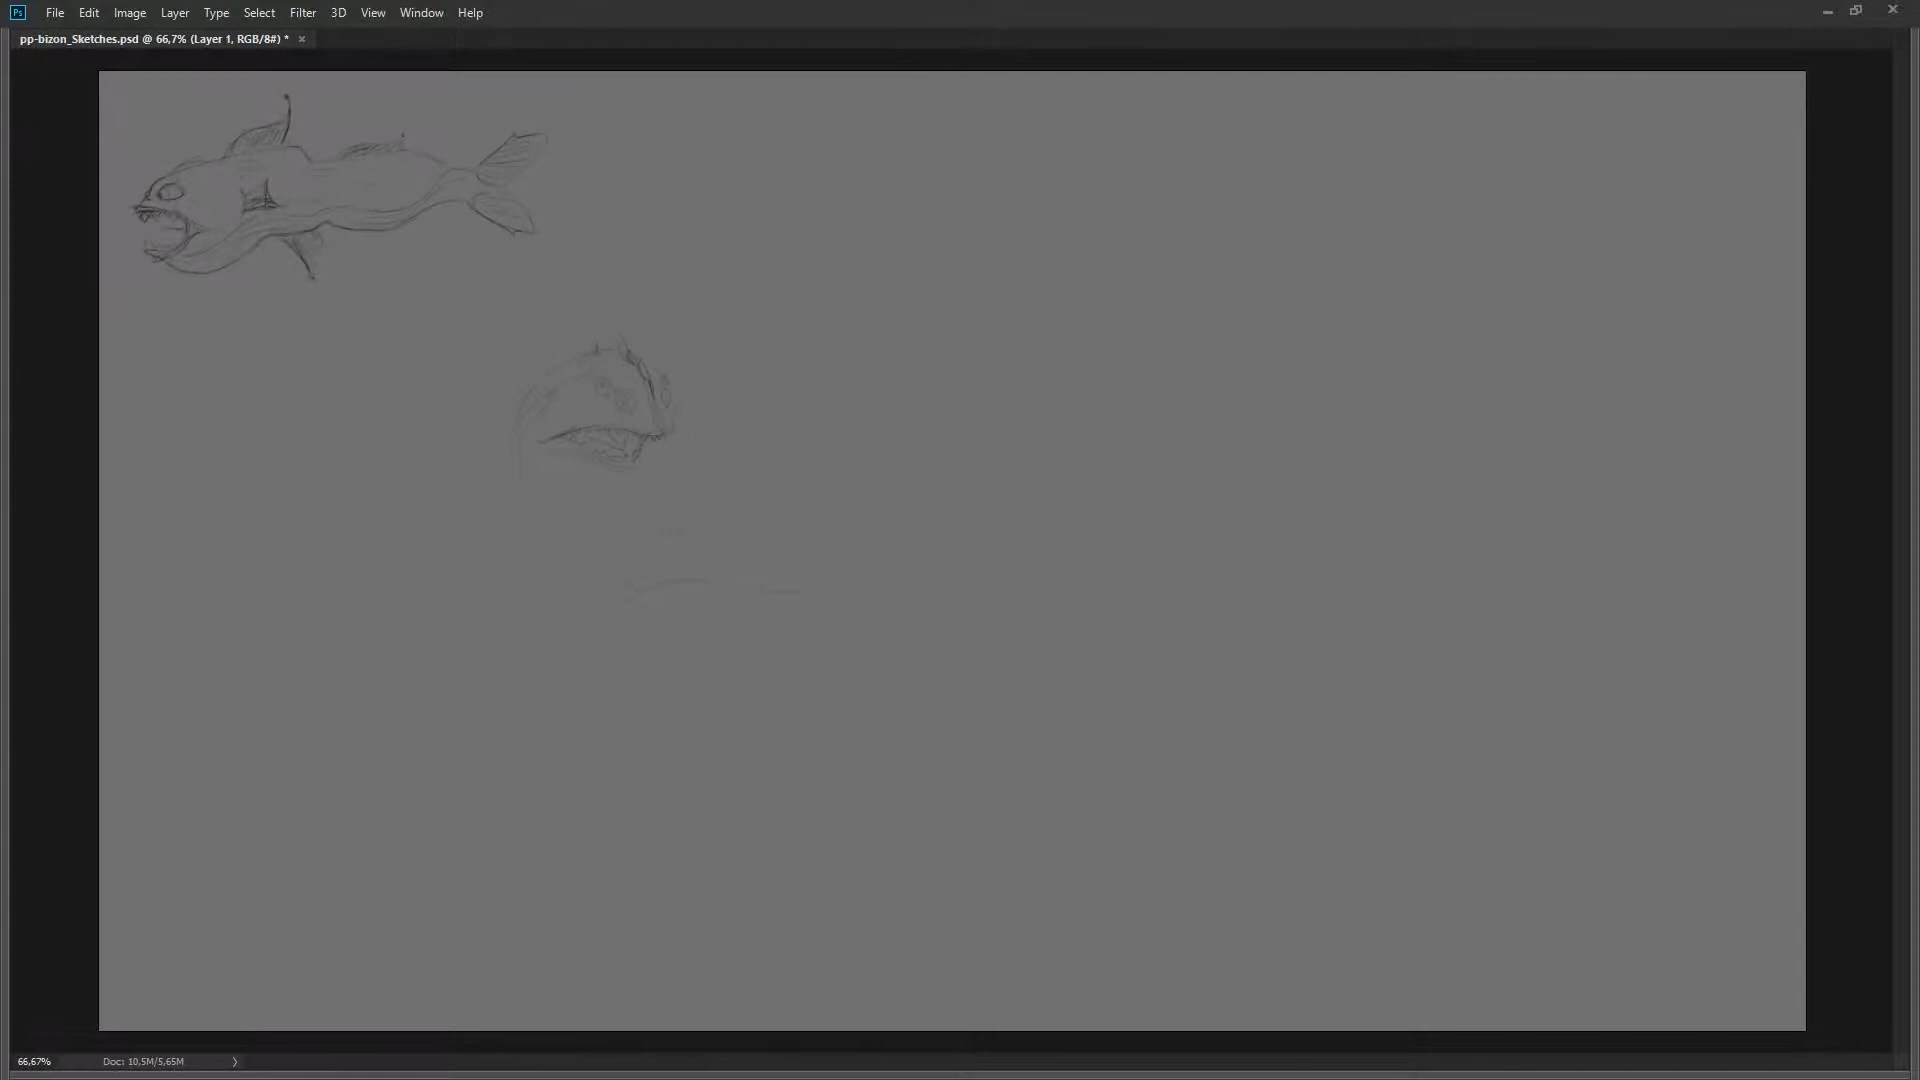 Ps File Edit Image Layer Type Select Filter 3D View Window Help
pp-bizon_Sketches.psd @ 66,7% (Layer 1, RGB/8#) *
66,67% Doc: 10,5M/5,65M